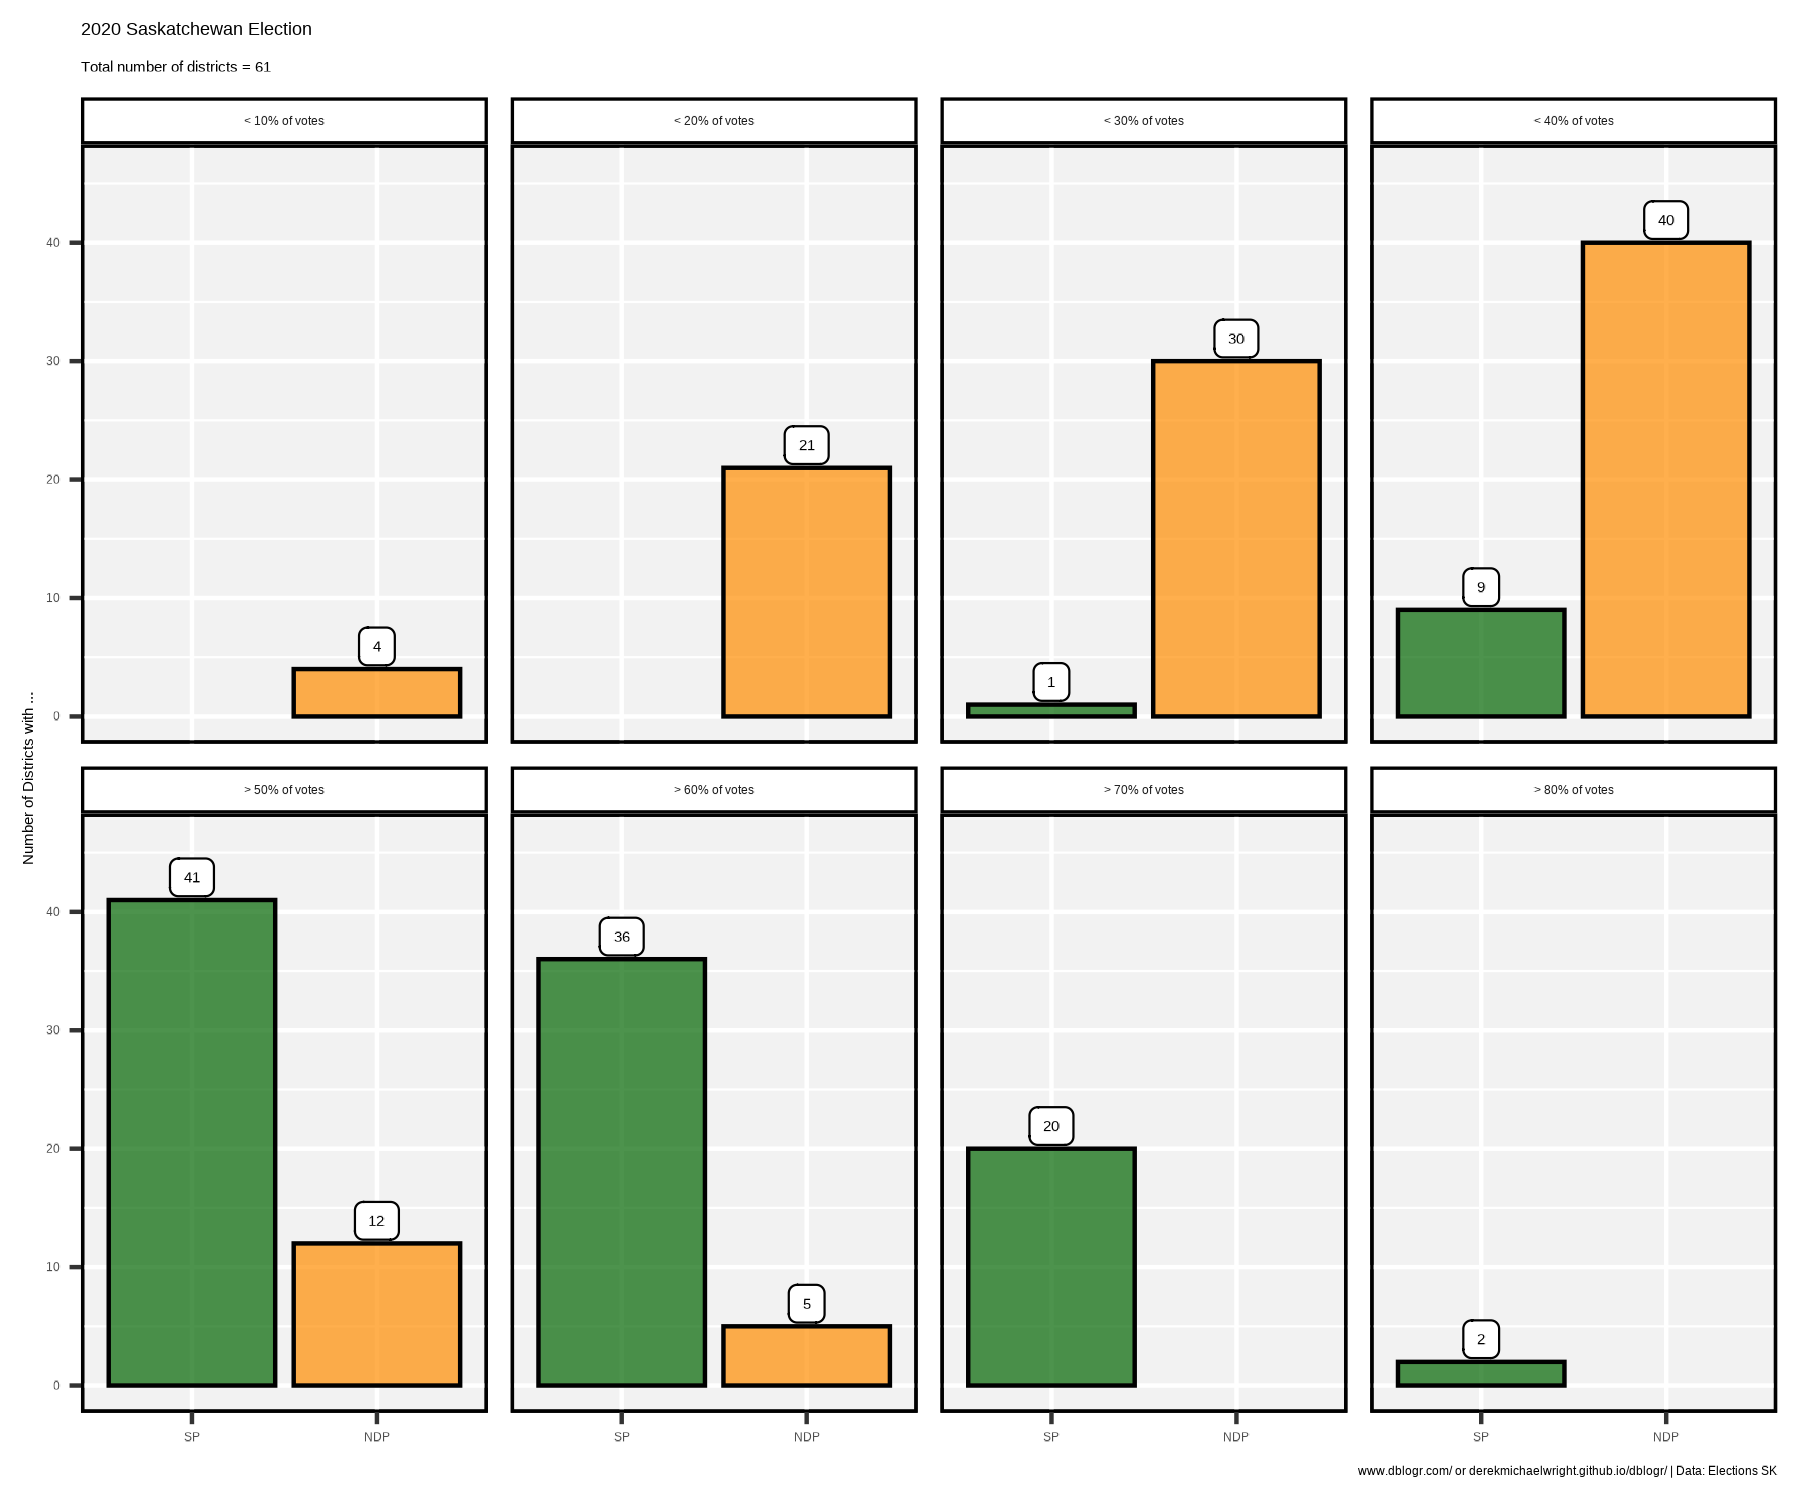 2020 Saskatchewan Election
Total number of districts = 61
< 10% of votes
< 20% of votes
< 30% of votes
< 40% of votes
40
30
20
10
0
4
21
1
30
9
40
Number of Districts with ...
> 50% of votes
> 60% of votes
> 70% of votes
> 80% of votes
40
30
20
10
0
41
12
36
5
20
2
SP
NDP
SP
NDP
SP
NDP
SP
NDP
www.dblogr.com/ or derekmichaelwright.github.io/dblogr/ | Data: Elections SK